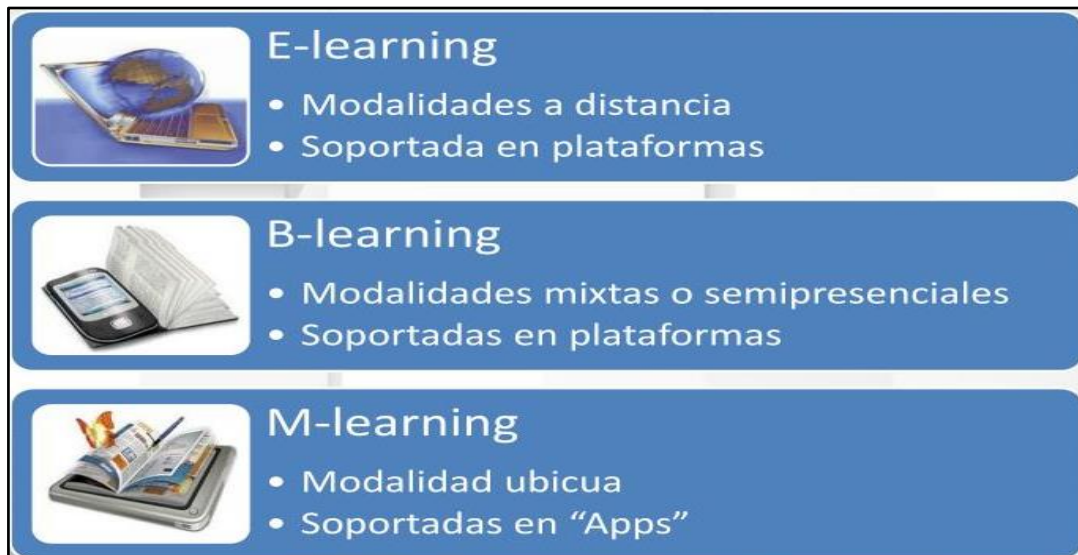 E-learning
• Modalidades a distancia
• Soportada en plataformas
B-learning
• Modalidades mixtas o semipresenciales
• Soportadas en plataformas
M-learning
• Modalidad ubicua
• Soportadas en “Apps”